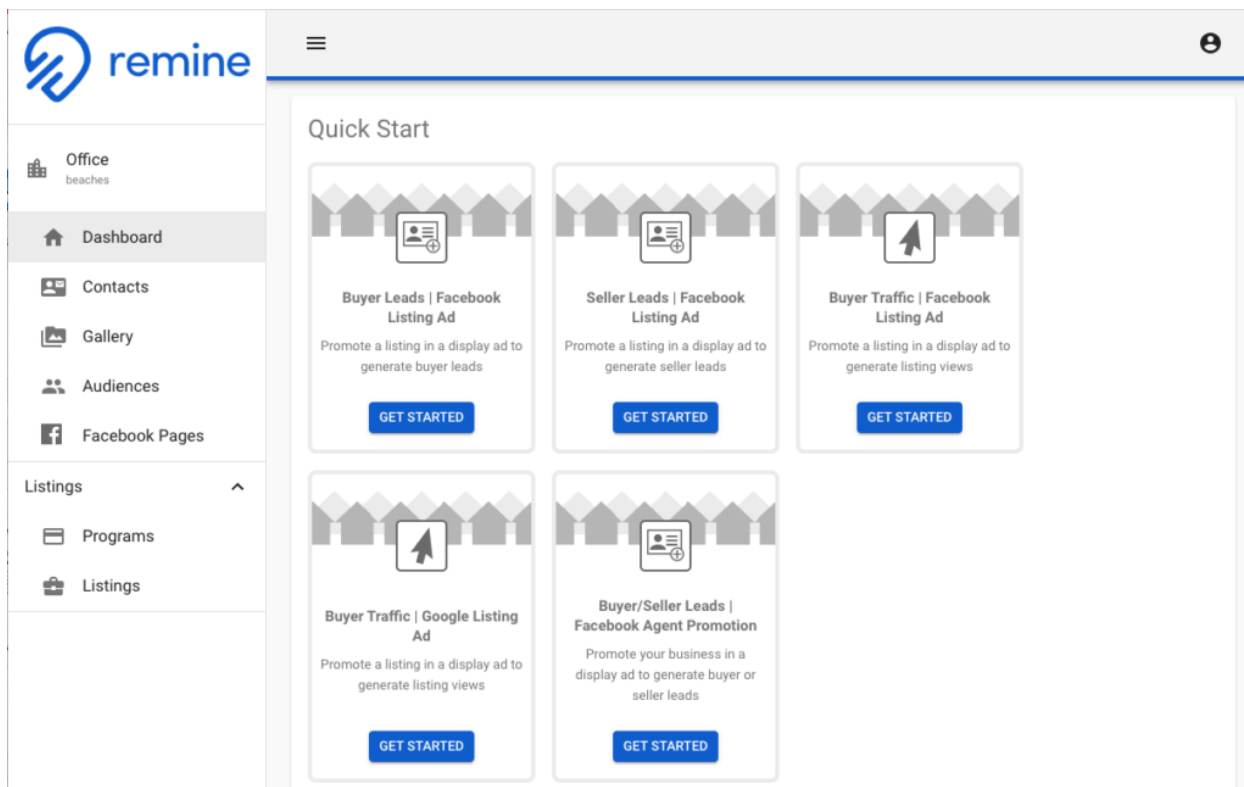 remine
Office
beaches
Dashboard
Contacts
Gallery
Audiences
Facebook Pages
Listings
Programs
Listings
Quick Start
Buyer Leads | Facebook
Listing Ad
Promote a listing in a display ad to
generate buyer leads
GET STARTED
Seller Leads | Facebook
Listing Ad
Promote a listing in a display ad to
generate seller leads
GET STARTED
Buyer Traffic | Facebook
Listing Ad
Promote a listing in a display ad to
generate listing views
GET STARTED
Buyer Traffic | Google Listing
Ad
Promote a listing in a display ad to
generate listing views
GET STARTED
Buyer/Seller Leads |
Facebook Agent Promotion
Promote your business in a
display ad to generate buyer or
seller leads
GET STARTED